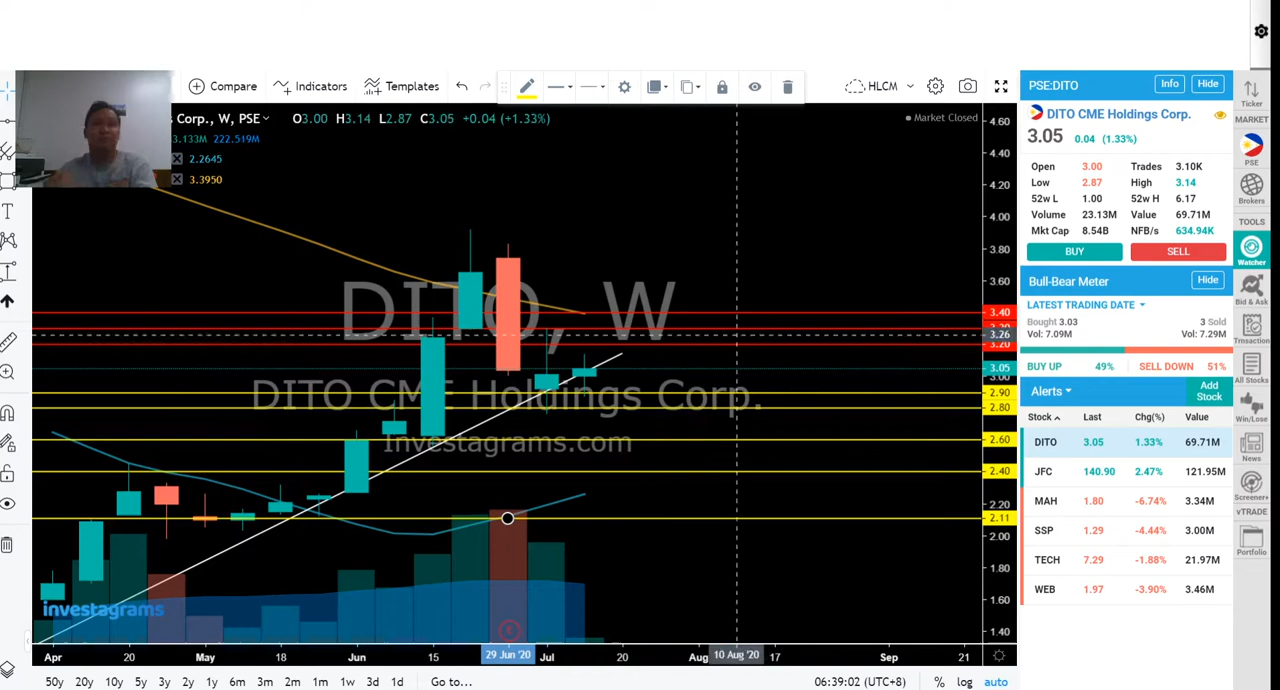 Compare Indicators Templates HLCM
s Corp., W, PSE O3.00 H3.14 L2.87 C3.05 +0.04 (+1.33%) Market Closed
3.133M 222.519M
2.2645
3.3950
DITO, W
DITO CME Holdings Corp.
Investagrams.com
investagrams
E
4.60
4.40
4.20
4.00
3.80
3.60
3.40
3.26
3.20
3.05
3.00
2.90
2.80
2.60
2.40
2.20
2.11
2.00
1.80
1.60
1.40
Apr 20 May 18 Jun 15 29 Jun '20 Jul 20 Aug 10 Aug '20 17 Sep 21
50y 20y 10y 5y 3y 2y 1y 6m 3m 2m 1m 1w 3d 1d Go to... 06:39:02 (UTC+8) % log auto
PSE:DITO Info Hide
DITO CME Holdings Corp.
3.05 0.04 (1.33%)
Open 3.00 Trades 3.10K
Low 2.87 High 3.14
52w L 1.00 52w H 6.17
Volume 23.13M Value 69.71M
Mkt Cap 8.54B NFB/s 634.94K
BUY SELL
Bull-Bear Meter Hide
LATEST TRADING DATE
Bought 3.03 3 Sold
Vol: 7.09M Vol: 7.29M
BUY UP 49% SELL DOWN 51%
Alerts Add Stock
Stock Last Chg(%) Value
DITO 3.05 1.33% 69.71M
JFC 140.90 2.47% 121.95M
MAH 1.80 -6.74% 3.34M
SSP 1.29 -4.44% 3.00M
TECH 7.29 -1.88% 22.97M
WEB 1.97 -3.90% 3.46M
Ticker
MARKET
PSE
Brokers
TOOLS
Watcher
Bid & Ask
Trnsaction
All Stocks
Win/Lose
News
Screener+
vTRADE
Portfolio